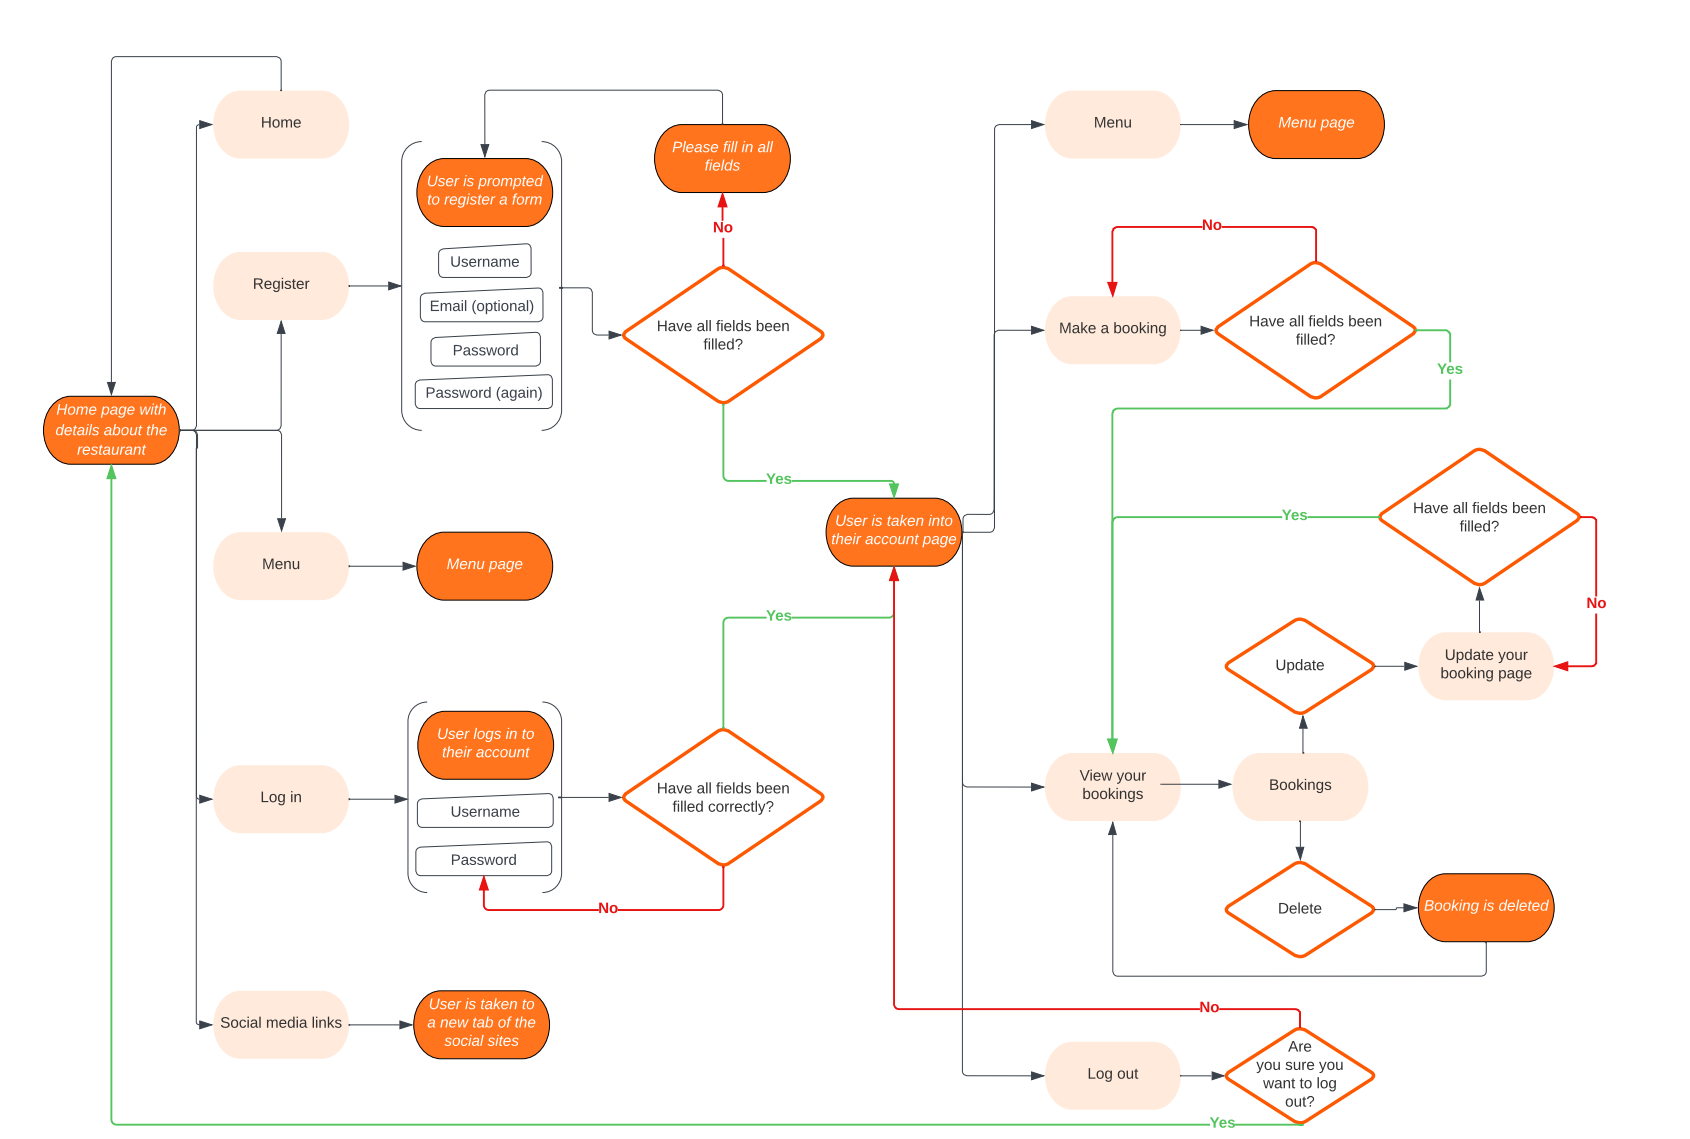 Home
Register
Home page with
details about the
restaurant
Menu
Menu page
Log in
Social media links
User is taken to
a new tab of the
social sites
User is prompted
to register a form
Username
Email (optional)
Password
Password (again)
Please fill in all
fields
No
Have all fields been
filled?
Yes
User logs in to
their account
Username
Password
Have all fields been
filled correctly?
Yes
No
User is taken into
their account page
Menu
Menu page
Make a booking
No
Have all fields been
filled?
Yes
Have all fields been
filled?
Yes
No
Update
Update your
booking page
View your
bookings
Bookings
Delete
Booking is deleted
No
Log out
Are
you sure you
want to log
out?
Yes